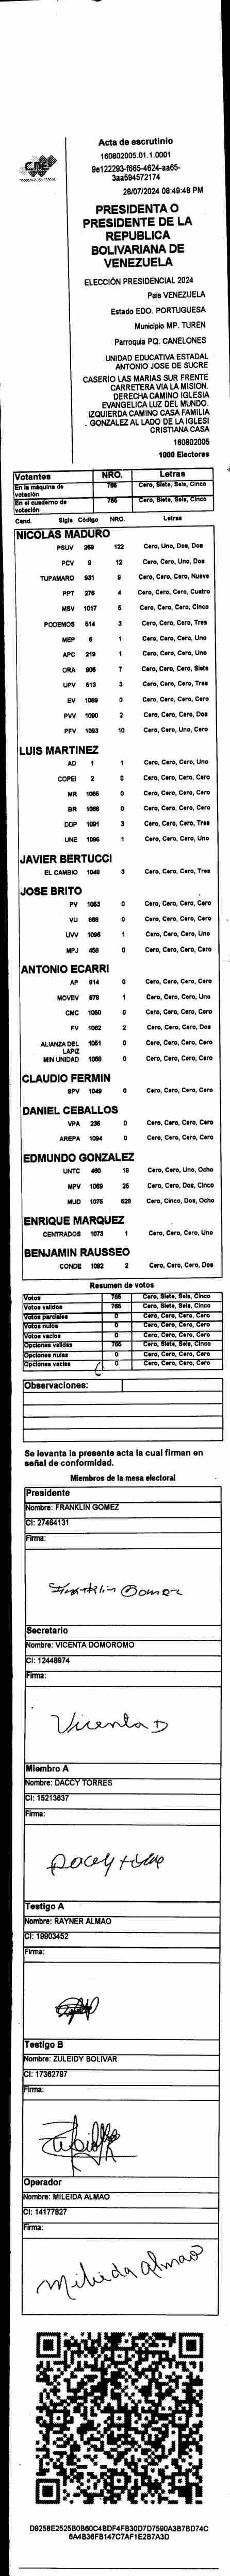 CNE
Acta de escrutinio
160802005.01.1.0001
9e122293-f665-4624-aa65-
3aa594572174
28/07/2024 08:49:48 PM
PRESIDENTA O
PRESIDENTE DE LA
REPUBLICA
BOLIVARIANA DE
VENEZUELA
ELECCIÓN PRESIDENCIAL 2024
Pais VENEZUELA
Estado EDO. PORTUGUESA
Municipio MP. TUREN
Parroquia PQ. CANELONES
UNIDAD EDUCATIVA ESTADAL
ANTONIO JOSE DE SUCRE
CASERIO LAS MARIAS SUR FRENTE
CARRETERA VIA LA MISION.
DERECHA CAMINO IGLESIA
EVANGELICA LUZ DEL MUNDO.
IZQUIERDA CAMINO CASA FAMILIA
. GONZALEZ AL LADO DE LA IGLESI
CRISTIANA CASA
160802005
1000 Electores
Votantes NRO. Letras
En la máquina de votación 765 Cero, Siete, Seis, Cinco
En el cuaderno de votación 765 Cero, Siete, Seis, Cinco
Cand. Sigla Código NRO. Letras
NICOLAS MADURO
PSUV 269 122 Cero, Uno, Dos, Dos
PCV 9 12 Cero, Cero, Uno, Dos
TUPAMARO 931 9 Cero, Cero, Cero, Nueve
PPT 276 4 Cero, Cero, Cero, Cuatro
MSV 1017 5 Cero, Cero, Cero, Cinco
PODEMOS 514 3 Cero, Cero, Cero, Tres
MEP 6 1 Cero, Cero, Cero, Uno
APC 219 1 Cero, Cero, Cero, Uno
ORA 906 7 Cero, Cero, Cero, Siete
UPV 513 3 Cero, Cero, Cero, Tres
EV 1089 0 Cero, Cero, Cero, Cero
PVV 1090 2 Cero, Cero, Cero, Dos
PFV 1093 10 Cero, Cero, Uno, Cero
LUIS MARTINEZ
AD 1 1 Cero, Cero, Cero, Uno
COPEI 2 0 Cero, Cero, Cero, Cero
MR 0 Cero, Cero, Cero, Cero
BR 0 Cero, Cero, Cero, Cero
DDP 1091 3 Cero, Cero, Cero, Tres
UNE 1 Cero, Cero, Cero, Uno
JAVIER BERTUCCI
EL CAMBIO 3 Cero, Cero, Cero, Tres
JOSE BRITO
PV 1053 0 Cero, Cero, Cero, Cero
VU 868 0 Cero, Cero, Cero, Cero
UVV 1 Cero, Cero, Cero, Uno
MPJ 0 Cero, Cero, Cero, Cero
ANTONIO ECARRI
AP 914 0 Cero, Cero, Cero, Cero
MOVEV 1 Cero, Cero, Cero, Uno
CMC 1050 0 Cero, Cero, Cero, Cero
FV 1062 2 Cero, Cero, Cero, Dos
ALIANZA DEL LAPIZ 0 Cero, Cero, Cero, Cero
MIN UNIDAD 0 Cero, Cero, Cero, Cero
CLAUDIO FERMIN
SPV 1049 0 Cero, Cero, Cero, Cero
DANIEL CEBALLOS
VPA 236 0 Cero, Cero, Cero, Cero
AREPA 1094 0 Cero, Cero, Cero, Cero
EDMUNDO GONZALEZ
UNTC 18 Cero, Cero, Uno, Ocho
MPV 25 Cero, Cero, Dos, Cinco
MUD 528 Cero, Cinco, Dos, Ocho
ENRIQUE MARQUEZ
CENTRADOS 1073 1 Cero, Cero, Cero, Uno
BENJAMIN RAUSSEO
CONDE 1092 2 Cero, Cero, Cero, Dos
Resumen de votos
Votos 765 Cero, Siete, Seis, Cinco
Votos validos 765 Cero, Siete, Seis, Cinco
Votos parciales 0 Cero, Cero, Cero, Cero
Votos nulos 0 Cero, Cero, Cero, Cero
Votos vacios 0 Cero, Cero, Cero, Cero
Opciones validas 765 Cero, Siete, Seis, Cinco
Opciones nulas 0 Cero, Cero, Cero, Cero
Opciones vacias 0 Cero, Cero, Cero, Cero
Observaciones:
Se levanta la presente acta la cual firman en
señal de conformidad.
Miembros de la mesa electoral
Presidente
Nombre: FRANKLIN GOMEZ
CI: 27464131
Firma:
Franklin Gomez
Secretario
Nombre: VICENTA DOMOROMO
CI: 12448974
Firma:
Vicenta D
Miembro A
Nombre: DACCY TORRES
CI: 15213637
Firma:
Testigo A
Nombre: RAYNER ALMAO
CI: 19903452
Firma:
Testigo B
Nombre: ZULEIDY BOLIVAR
CI: 17362797
Firma:
Operador
Nombre: MILEIDA ALMAO
CI: 14177827
Firma:
Mileida Almao
D9258E2525B0B60C4BDF4FB30D7D7590A3B7BD74C
6A4B36FB147C7AF1E2B7A3D